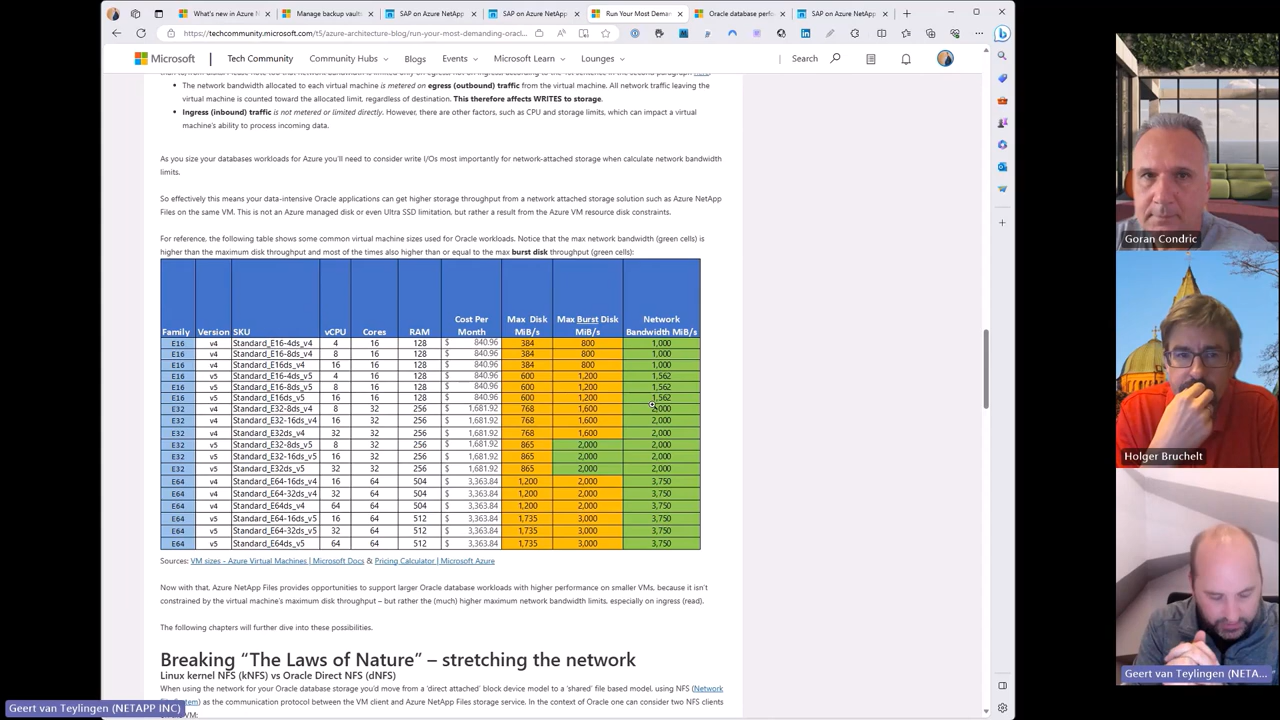 What's new in Azure N
Manage backup vault
SAP on Azure NetApp
SAP on Azure NetApp
Run Your Most Deman
Oracle database perf
SAP on Azure NetApp
https://techcommunity.microsoft.com/t5/azure-architecture-blog/run-your-most-demanding-orac...
Microsoft
Tech Community
Community Hubs
Blogs
Events
Microsoft Learn
Lounges
Search
• The network bandwidth allocated to each virtual machine is metered on egress (outbound) traffic from the virtual machine. All network traffic leaving the
virtual machine is counted toward the allocated limit, regardless of destination. This therefore affects WRITES to storage.
• Ingress (inbound) traffic is not metered or limited directly. However, there are other factors, such as CPU and storage limits, which can impact a virtual
machine's ability to process incoming data.
As you size your databases workloads for Azure you'll need to consider write I/Os most importantly for network-attached storage when calculate network bandwidth
limits.
So effectively this means your data-intensive Oracle applications can get higher storage throughput from a network attached storage solution such as Azure NetApp
Files on the same VM. This is not an Azure managed disk or even Ultra SSD limitation, but rather a result from the Azure VM resource disk constraints.
For reference, the following table shows some common virtual machine sizes used for Oracle workloads. Notice that the max network bandwidth (green cells) is
higher than the maximum disk throughput and most of the times also higher than or equal to the max burst disk throughput (green cells):
Family Version SKU vCPU Cores RAM Cost Per Month Max Disk MiB/s Max Burst Disk MiB/s Network Bandwidth MiB/s
E16 v4 Standard_E16-4ds_v4 4 16 128 $ 840.96 384 800 1,000
E16 v4 Standard_E16-8ds_v4 8 16 128 $ 840.96 384 800 1,000
E16 v4 Standard_E16ds_v4 16 16 128 $ 840.96 384 800 1,000
E16 v5 Standard_E16-4ds_v5 4 16 128 $ 840.96 600 1,200 1,562
E16 v5 Standard_E16-8ds_v5 8 16 128 $ 840.96 600 1,200 1,562
E16 v5 Standard_E16ds_v5 16 16 128 $ 840.96 600 1,200 1,562
E32 v4 Standard_E32-8ds_v4 8 32 256 $ 1,681.92 768 1,600 2,000
E32 v4 Standard_E32-16ds_v4 16 32 256 $ 1,681.92 768 1,600 2,000
E32 v4 Standard_E32ds_v4 32 32 256 $ 1,681.92 768 1,600 2,000
E32 v5 Standard_E32-8ds_v5 8 32 256 $ 1,681.92 865 2,000 2,000
E32 v5 Standard_E32-16ds_v5 16 32 256 $ 1,681.92 865 2,000 2,000
E32 v5 Standard_E32ds_v5 32 32 256 $ 1,681.92 865 2,000 2,000
E64 v4 Standard_E64-16ds_v4 16 64 504 $ 3,363.84 1,200 2,000 3,750
E64 v4 Standard_E64-32ds_v4 32 64 504 $ 3,363.84 1,200 2,000 3,750
E64 v4 Standard_E64ds_v4 64 64 504 $ 3,363.84 1,200 2,000 3,750
E64 v5 Standard_E64-16ds_v5 16 64 512 $ 3,363.84 1,735 3,000 3,750
E64 v5 Standard_E64-32ds_v5 32 64 512 $ 3,363.84 1,735 3,000 3,750
E64 v5 Standard_E64ds_v5 64 64 512 $ 3,363.84 1,735 3,000 3,750
Sources: VM sizes - Azure Virtual Machines | Microsoft Docs & Pricing Calculator | Microsoft Azure
Now with that, Azure NetApp Files provides opportunities to support larger Oracle database workloads with higher performance on smaller VMs, because it isn't
constrained by the virtual machine's maximum disk throughput – but rather the (much) higher maximum network bandwidth limits, especially on ingress (read).
The following chapters will further dive into these possibilities.
Breaking "The Laws of Nature" – stretching the network
Linux kernel NFS (kNFS) vs Oracle Direct NFS (dNFS)
When using the network for your Oracle database storage you'd move from a 'direct attached' block device model to a 'shared' file based model. using NFS (Network
File System) as the communication protocol between the VM client and Azure NetApp Files storage service. In the context of Oracle one can consider two NFS clients
Goran Condric
Holger Bruchelt
Geert van Teylingen (NETA...
Geert van Teylingen (NETAPP INC)